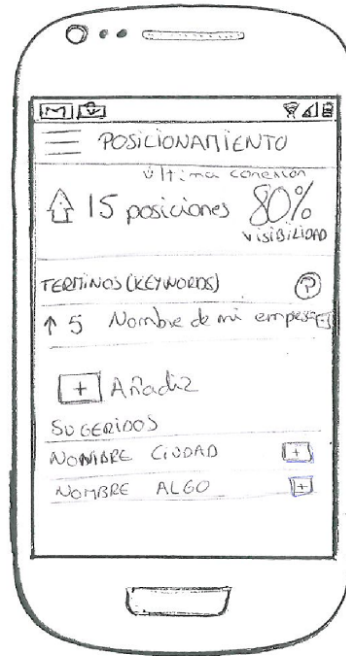 POSICIONAMIENTO
última conexión
15 posiciones 80%
VISIBILIDAD
TERMINOS (KEYWORDS) ?
↑ 5 Nombre de mi empresa
+ Añadir
SUGERIDOS
NOMBRE CIUDAD +
NOMBRE ALGO +